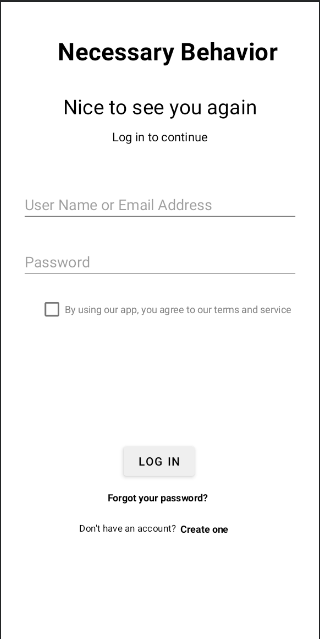 Necessary Behavior
Nice to see you again
Log in to continue
User Name or Email Address
Password
By using our app, you agree to our terms and service
LOG IN
Forgot your password?
Don't have an account? Create one